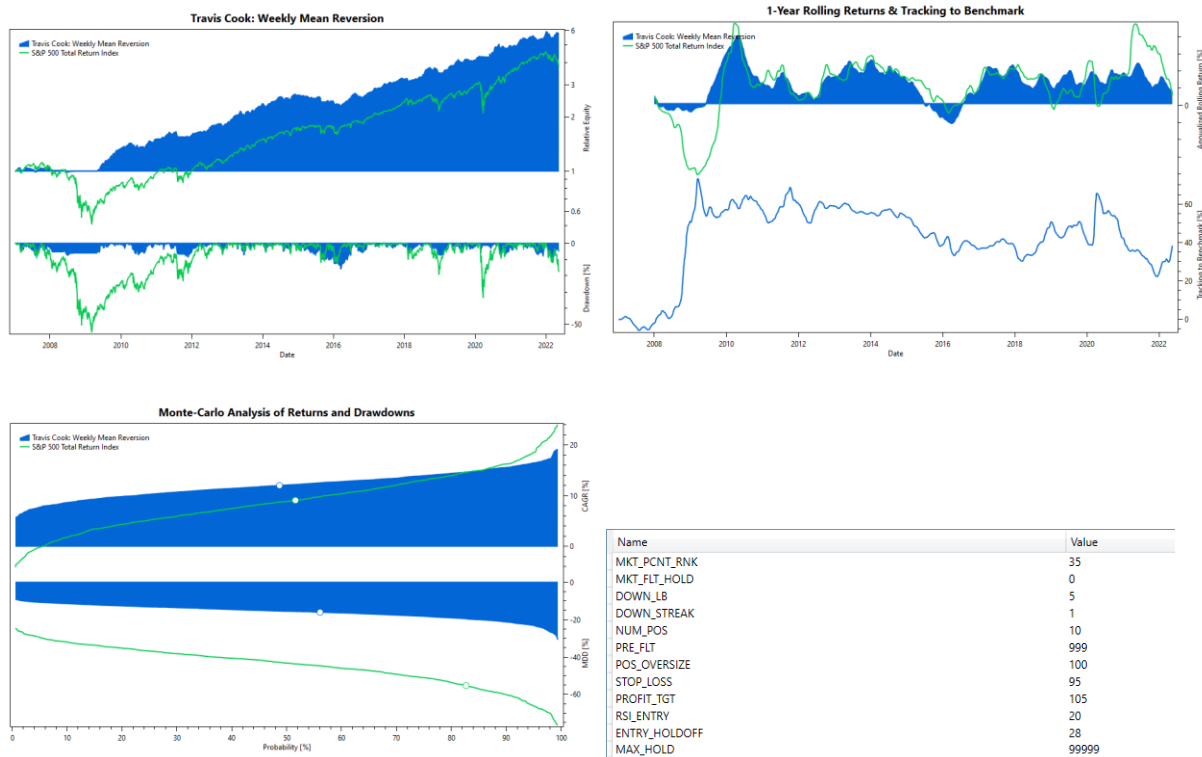 Travis Cook: Weekly Mean Reversion
Travis Cook: Weekly Mean Reversion
S&P 500 Total Return Index
6
3
2
1
0.6
Relative Equity
0
-50
Drawdown [%]
2008 2010 2012 2014 2016 2018 2020 2022
Date
1-Year Rolling Returns & Tracking to Benchmark
Travis Cook: Weekly Mean Reversion
S&P 500 Total Return Index
0
Annualized Rolling Return [%]
60
40
20
0
Tracking to Benchmark [%]
2008 2010 2012 2014 2016 2018 2020 2022
Date
Monte-Carlo Analysis of Returns and Drawdowns
Travis Cook: Weekly Mean Reversion
S&P 500 Total Return Index
20
10
0
CAGR [%]
0
-20
-40
-60
MDD [%]
0 10 20 30 40 50 60 70 80 90 100
Probability [%]
Name Value
MKT_PCNT_RNK 35
MKT_FLT_HOLD 0
DOWN_LB 5
DOWN_STREAK 1
NUM_POS 10
PRE_FLT 999
POS_OVERSIZE 100
STOP_LOSS 95
PROFIT_TGT 105
RSI_ENTRY 20
ENTRY_HOLDOFF 28
MAX_HOLD 99999